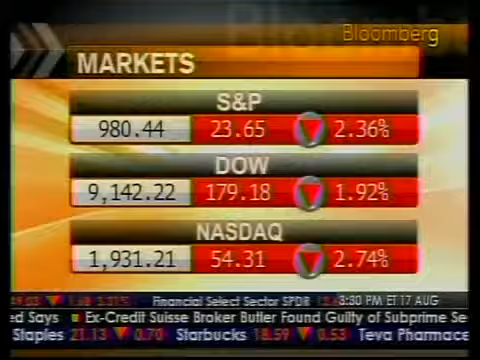 Bloomberg
MARKETS
S&P
980.44 23.65 2.36%
DOW
9,142.22 179.18 1.92%
NASDAQ
1,931.21 54.31 2.74%
Financial Select Sector SPDR 3:30 PM ET 17 AUG
ed Says Ex-Credit Suisse Broker Butler Found Guilty of Subprime Se
Staples 21.13 0.70 Starbucks 18.59 0.53 Teva Pharmace